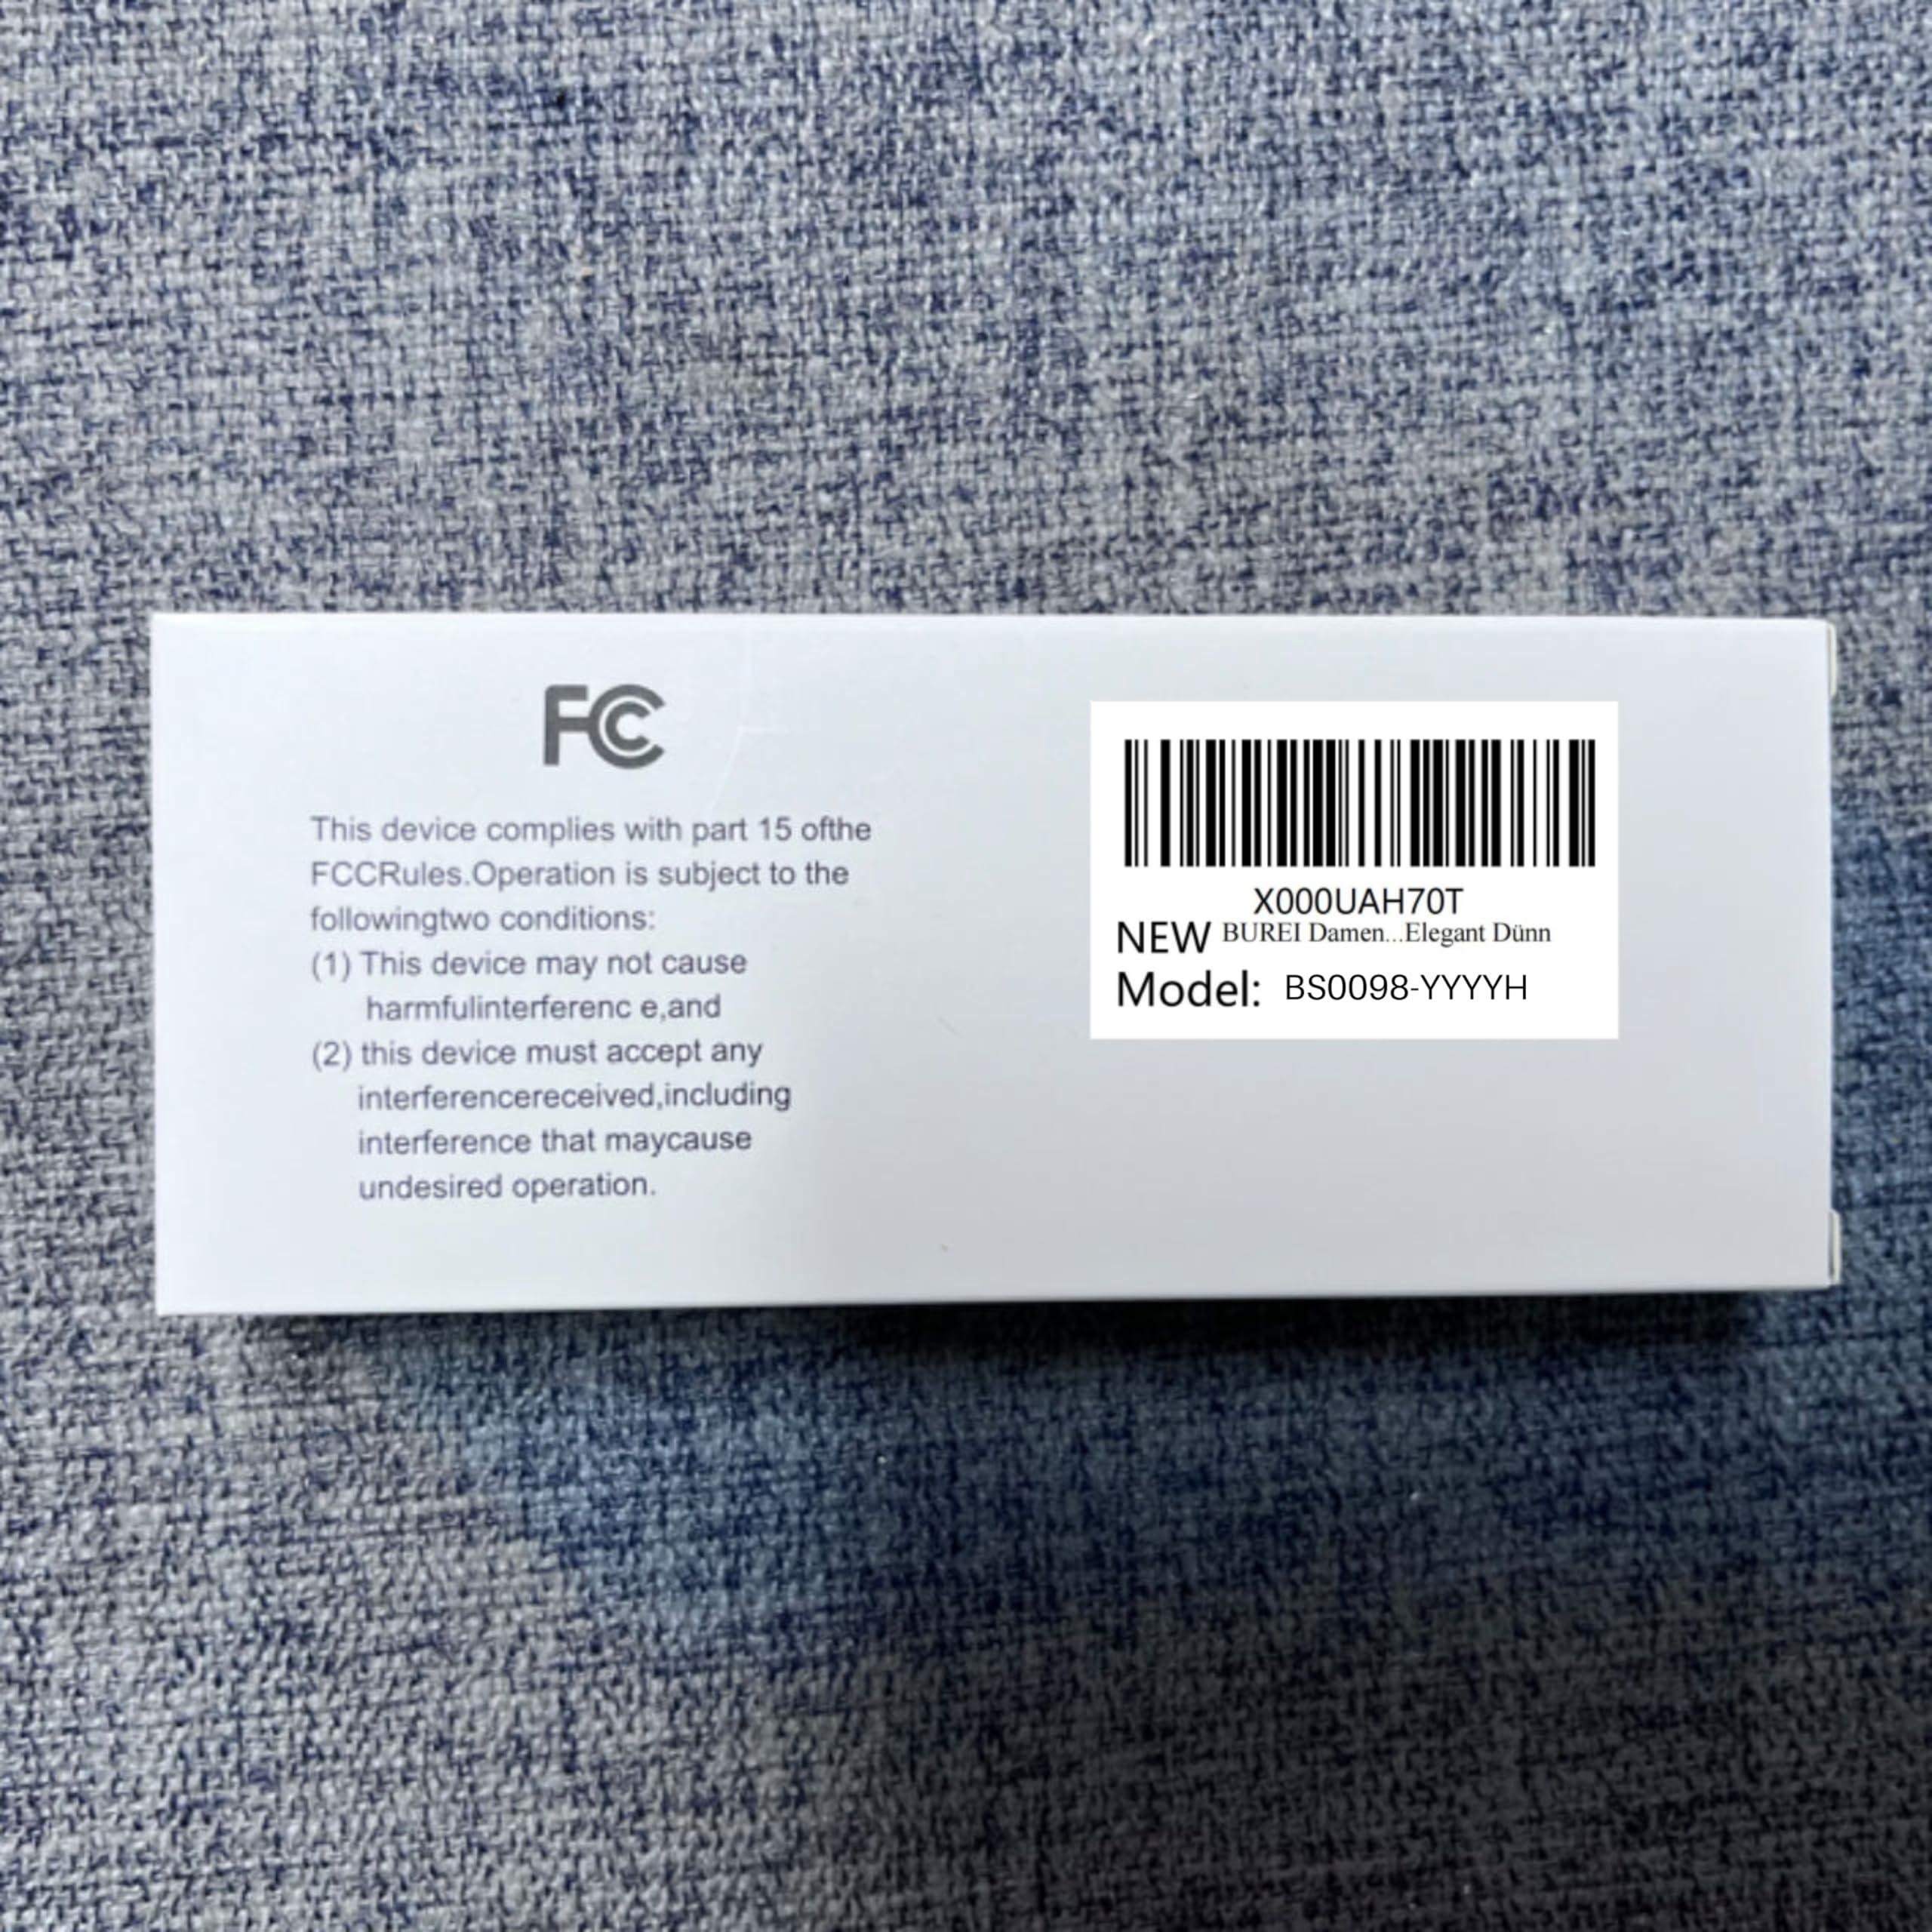 FC
This device complies with part 15 ofthe
FCCRules.Operation is subject to the
followingtwo conditions:
(1) This device may not cause
harmfulinterferenc e,and
(2) this device must accept any
interferencereceived,including
interference that maycause
undesired operation.
X000UAH70T
NEW BUREI Damen...Elegant Dünn
Model: BS0098-YYYYH